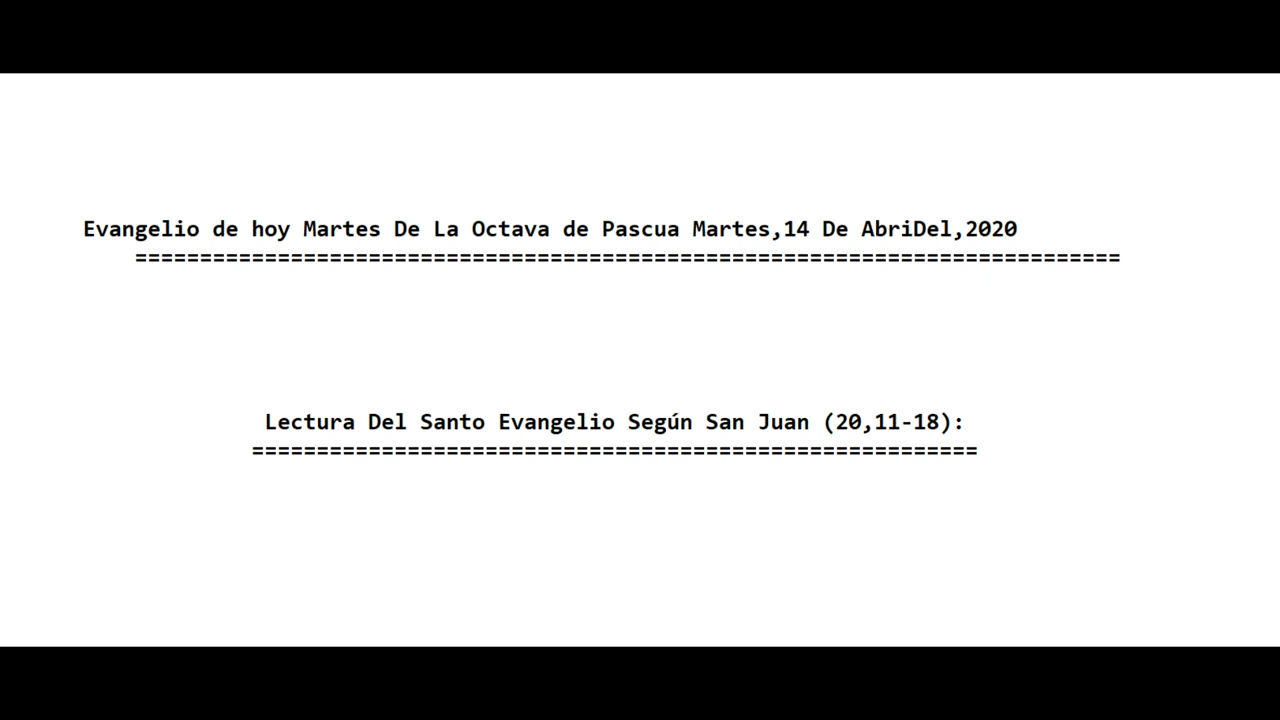 Evangelio de hoy Martes De La Octava de Pascua Martes,14 De AbriDel,2020
============================================================================
Lectura Del Santo Evangelio Según San Juan (20,11-18):
========================================================